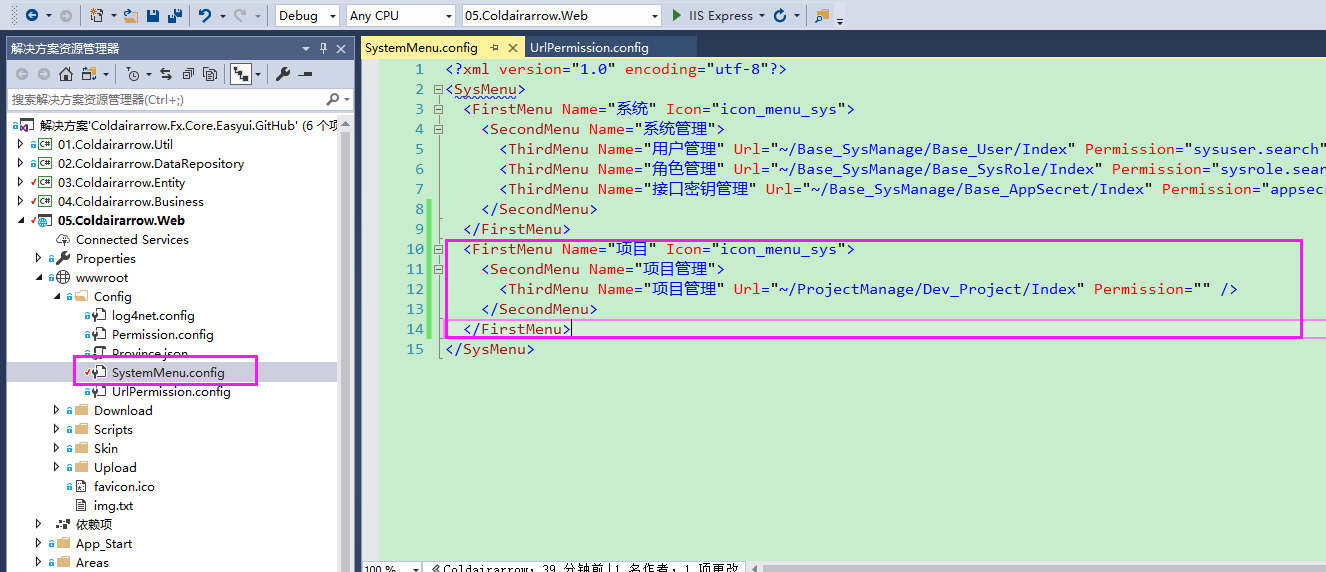 Debug
Any CPU
05.Coldairarrow.Web
IIS Express
解决方案资源管理器
搜索解决方案资源管理器(Ctrl+;)
解决方案'Coldairarrow.Fx.Core.Easyui.GitHub' (6 个项
01.Coldairarrow.Util
02.Coldairarrow.DataRepository
03.Coldairarrow.Entity
04.Coldairarrow.Business
05.Coldairarrow.Web
Connected Services
Properties
wwwroot
Config
log4net.config
Permission.config
Province.json
SystemMenu.config
UrlPermission.config
Download
Scripts
Skin
Upload
favicon.ico
img.txt
依赖项
App_Start
Areas
SystemMenu.config
UrlPermission.config
1 <?xml version="1.0" encoding="utf-8"?>
2 <SysMenu>
3 <FirstMenu Name="系统" Icon="icon_menu_sys">
4 <SecondMenu Name="系统管理">
5 <ThirdMenu Name="用户管理" Url="~/Base_SysManage/Base_User/Index" Permission="sysuser.search"
6 <ThirdMenu Name="角色管理" Url="~/Base_SysManage/Base_SysRole/Index" Permission="sysrole.sear
7 <ThirdMenu Name="接口密钥管理" Url="~/Base_SysManage/Base_AppSecret/Index" Permission="appsec
8 </SecondMenu>
9 </FirstMenu>
10 <FirstMenu Name="项目" Icon="icon_menu_sys">
11 <SecondMenu Name="项目管理">
12 <ThirdMenu Name="项目管理" Url="~/ProjectManage/Dev_Project/Index" Permission="" />
13 </SecondMenu>
14 </FirstMenu>
15 </SysMenu>
100 %
Coldairarrow，39 分钟前|1 名作者，1 项更改